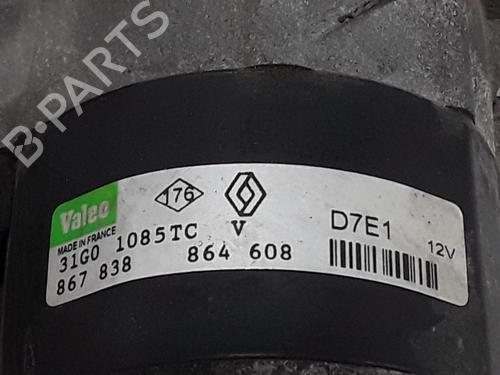 B-PARTS
Valeo
176
MADE IN FRANCE
31G0 1085TC V
867 838 864 608
D7E1
12V